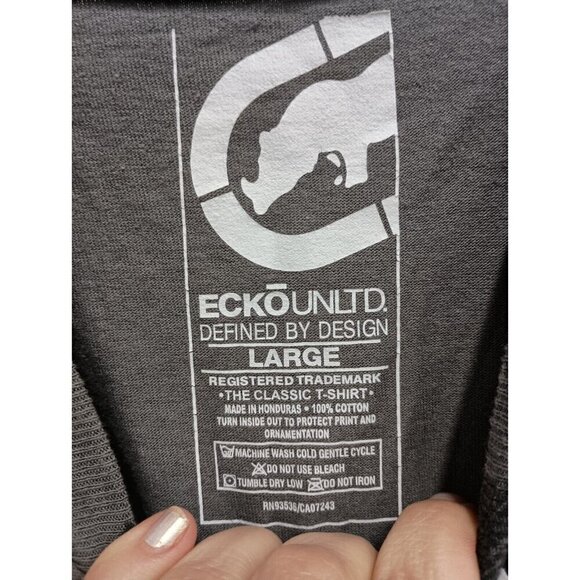 ECKŌUNLTD.
DEFINED BY DESIGN
LARGE
REGISTERED TRADEMARK
•THE CLASSIC T-SHIRT•
MADE IN HONDURAS • 100% COTTON
TURN INSIDE OUT TO PROTECT PRINT AND
ORNAMENTATION
MACHINE WASH COLD GENTLE CYCLE
DO NOT USE BLEACH
TUMBLE DRY LOW DO NOT IRON
RN93536/CA07243